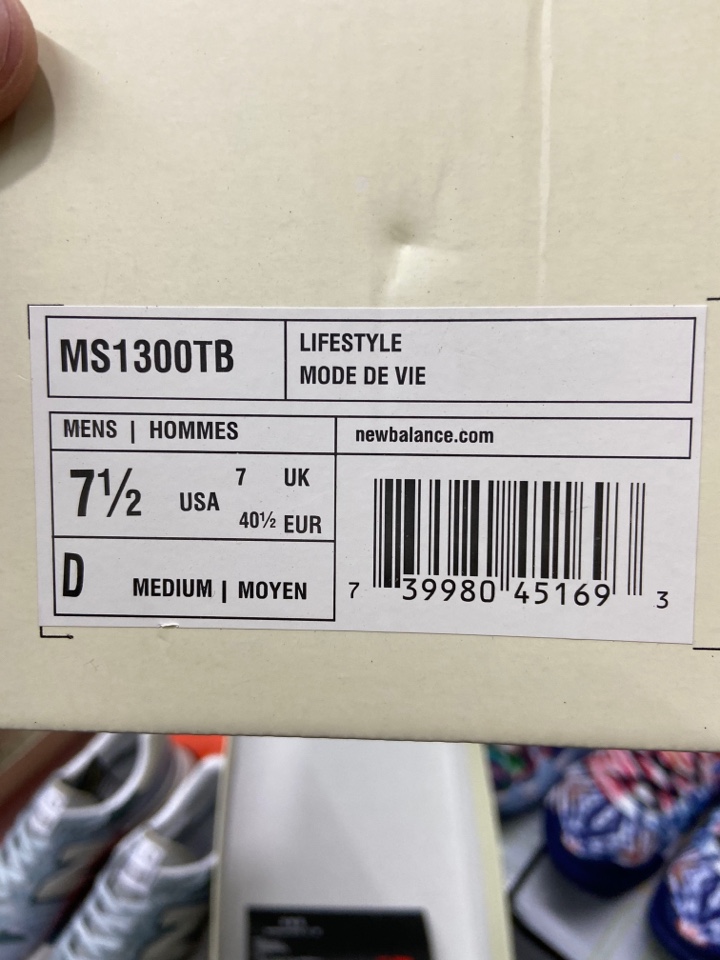 MS1300TB
LIFESTYLE
MODE DE VIE
MENS | HOMMES
newbalance.com
7½ USA
7 UK
40½ EUR
D MEDIUM | MOYEN
7 39980 45169 3